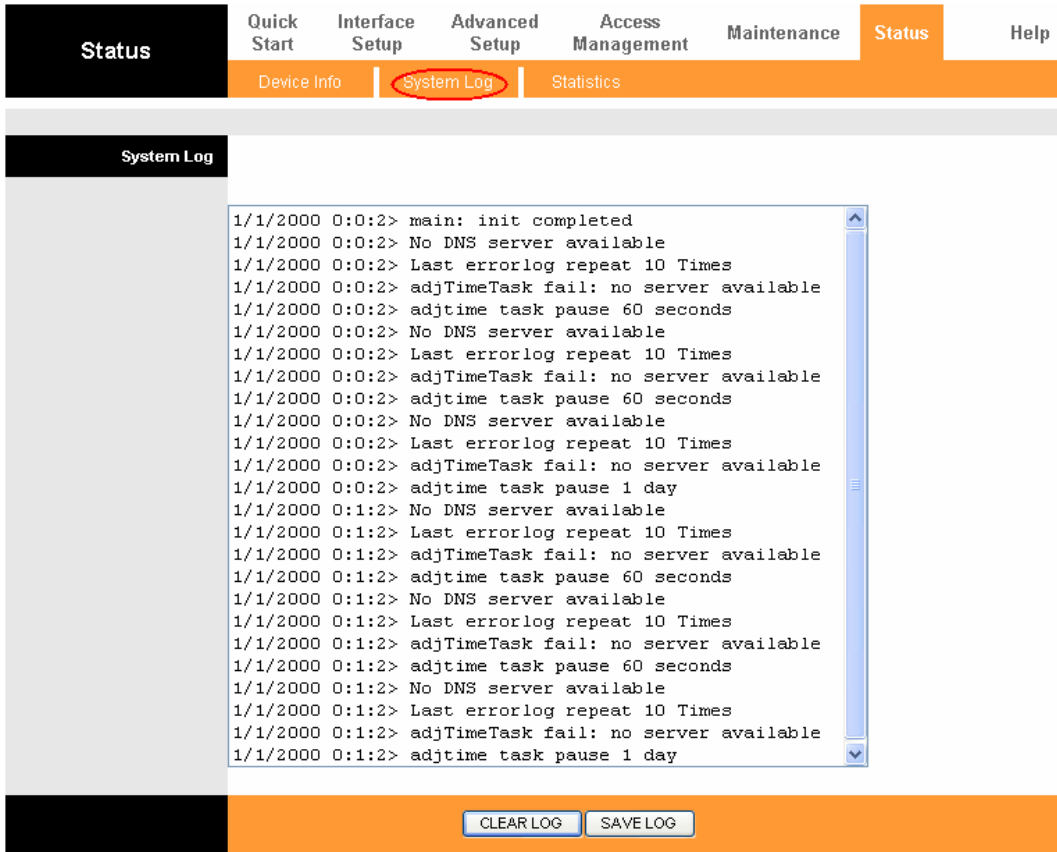 Status
Quick Start
Interface Setup
Advanced Setup
Access Management
Maintenance
Status
Help
Device Info
System Log
Statistics
System Log
1/1/2000 0:0:2> main: init completed
1/1/2000 0:0:2> No DNS server available
1/1/2000 0:0:2> Last errorlog repeat 10 Times
1/1/2000 0:0:2> adjTimeTask fail: no server available
1/1/2000 0:0:2> adjtime task pause 60 seconds
1/1/2000 0:0:2> No DNS server available
1/1/2000 0:0:2> Last errorlog repeat 10 Times
1/1/2000 0:0:2> adjTimeTask fail: no server available
1/1/2000 0:0:2> adjtime task pause 60 seconds
1/1/2000 0:0:2> No DNS server available
1/1/2000 0:0:2> Last errorlog repeat 10 Times
1/1/2000 0:0:2> adjTimeTask fail: no server available
1/1/2000 0:0:2> adjtime task pause 1 day
1/1/2000 0:1:2> No DNS server available
1/1/2000 0:1:2> Last errorlog repeat 10 Times
1/1/2000 0:1:2> adjTimeTask fail: no server available
1/1/2000 0:1:2> adjtime task pause 60 seconds
1/1/2000 0:1:2> No DNS server available
1/1/2000 0:1:2> Last errorlog repeat 10 Times
1/1/2000 0:1:2> adjTimeTask fail: no server available
1/1/2000 0:1:2> adjtime task pause 60 seconds
1/1/2000 0:1:2> No DNS server available
1/1/2000 0:1:2> Last errorlog repeat 10 Times
1/1/2000 0:1:2> adjTimeTask fail: no server available
1/1/2000 0:1:2> adjtime task pause 1 day
CLEAR LOG
SAVE LOG